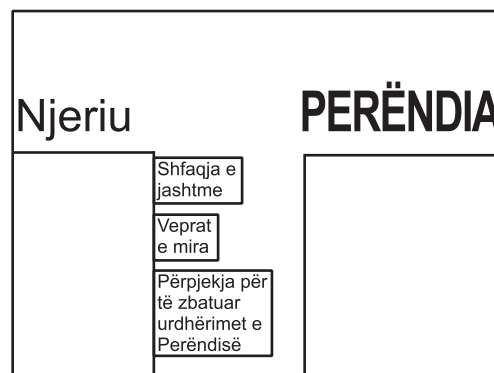 Njeriu
PERËNDIA
Shfaqja e
jashtme
Veprat
e mira
Përpjekja për
të zbatuar
urdhërimet e
Perëndisë